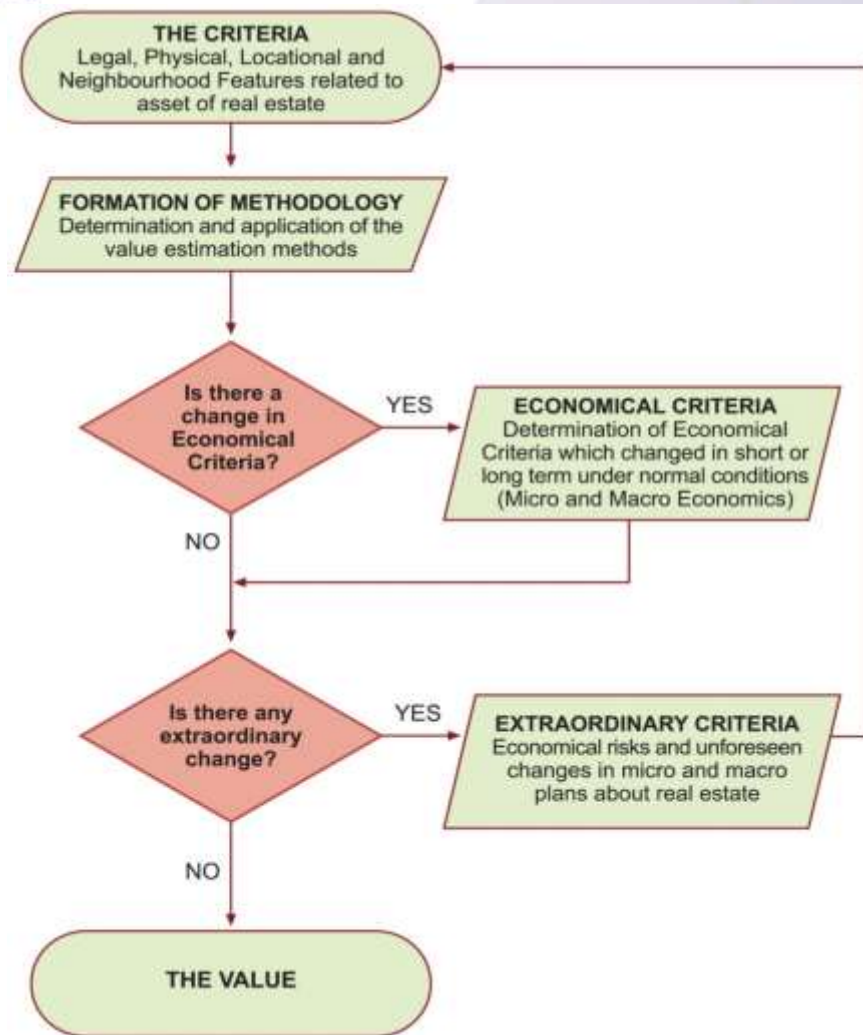 THE CRITERIA
Legal, Physical, Locational and
Neighbourhood Features related to
asset of real estate
FORMATION OF METHODOLOGY
Determination and application of the
value estimation methods
Is there a
change in
Economical
Criteria?
YES
ECONOMICAL CRITERIA
Determination of Economical
Criteria which changed in short or
long term under normal conditions
(Micro and Macro Economics)
NO
Is there any
extraordinary
change?
YES
EXTRAORDINARY CRITERIA
Economical risks and unforeseen
changes in micro and macro
plans about real estate
NO
THE VALUE